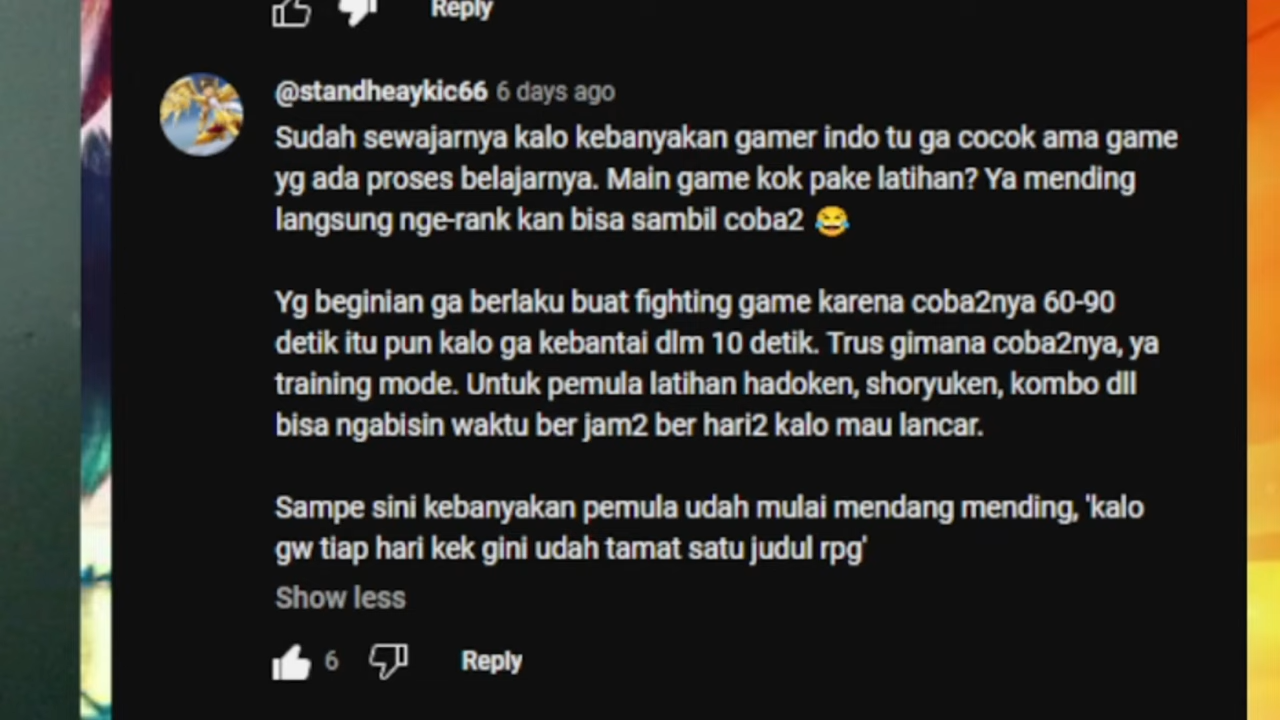 Reply
@standheaykic66 6 days ago
Sudah sewajarnya kalo kebanyakan gamer indo tu ga cocok ama game
yg ada proses belajarnya. Main game kok pake latihan? Ya mending
langsung nge-rank kan bisa sambil coba2 😂
Yg beginian ga berlaku buat fighting game karena coba2nya 60-90
detik itu pun kalo ga kebantai dlm 10 detik. Trus gimana coba2nya, ya
training mode. Untuk pemula latihan hadoken, shoryuken, kombo dll
bisa ngabisin waktu ber jam2 ber hari2 kalo mau lancar.
Sampe sini kebanyakan pemula udah mulai mendang mending, 'kalo
gw tiap hari kek gini udah tamat satu judul rpg'
Show less
6 Reply